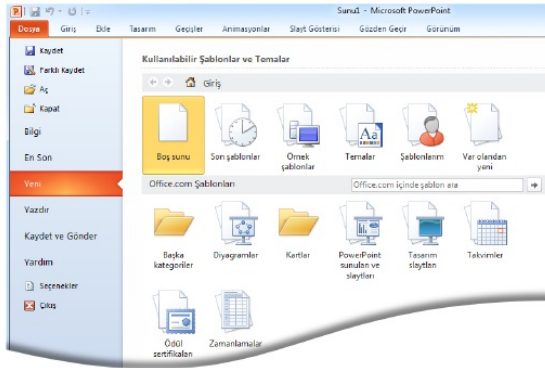 Sunu1 - Microsoft PowerPoint
Dosya Giriş Ekle Tasarım Geçişler Animasyonlar Slayt Gösterisi Gözden Geçir Görünüm
Kaydet
Farklı Kaydet
Aç
Kapat
Bilgi
En Son
Yeni
Yazdır
Kaydet ve Gönder
Yardım
Seçenekler
Çıkış
Kullanılabilir Şablonlar ve Temalar
Giriş
Boş sunu
Son şablonlar
Örnek
şablonlar
Temalar
Şablonlarım
Var olandan
yeni
Office.com Şablonları
Office.com içinde şablon ara
Başka
kategoriler
Diyagramlar
Kartlar
PowerPoint
sunuları ve
slaytları
Tasarım
slaytları
Takvimler
Ödül
sertifikaları
Zamanlamalar